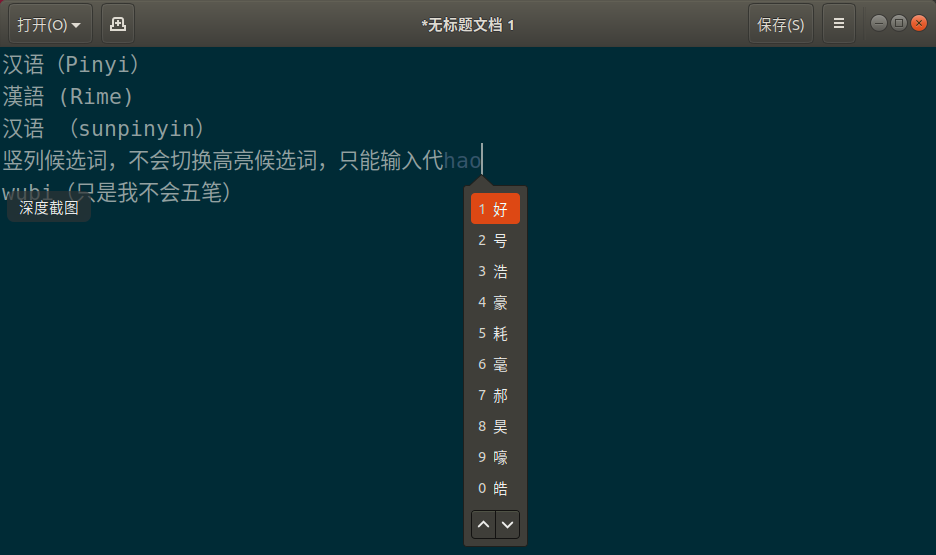 打开(O)
*无标题文档 1
保存(S)
汉语（Pinyi）
漢語 (Rime)
汉语 （sunpinyin）
竖列候选词，不会切换高亮候选词，只能输入代hao
wubi（只是我不会五笔）
深度截图
1 好
2 号
3 浩
4 豪
5 耗
6 毫
7 郝
8 昊
9 嚎
0 皓